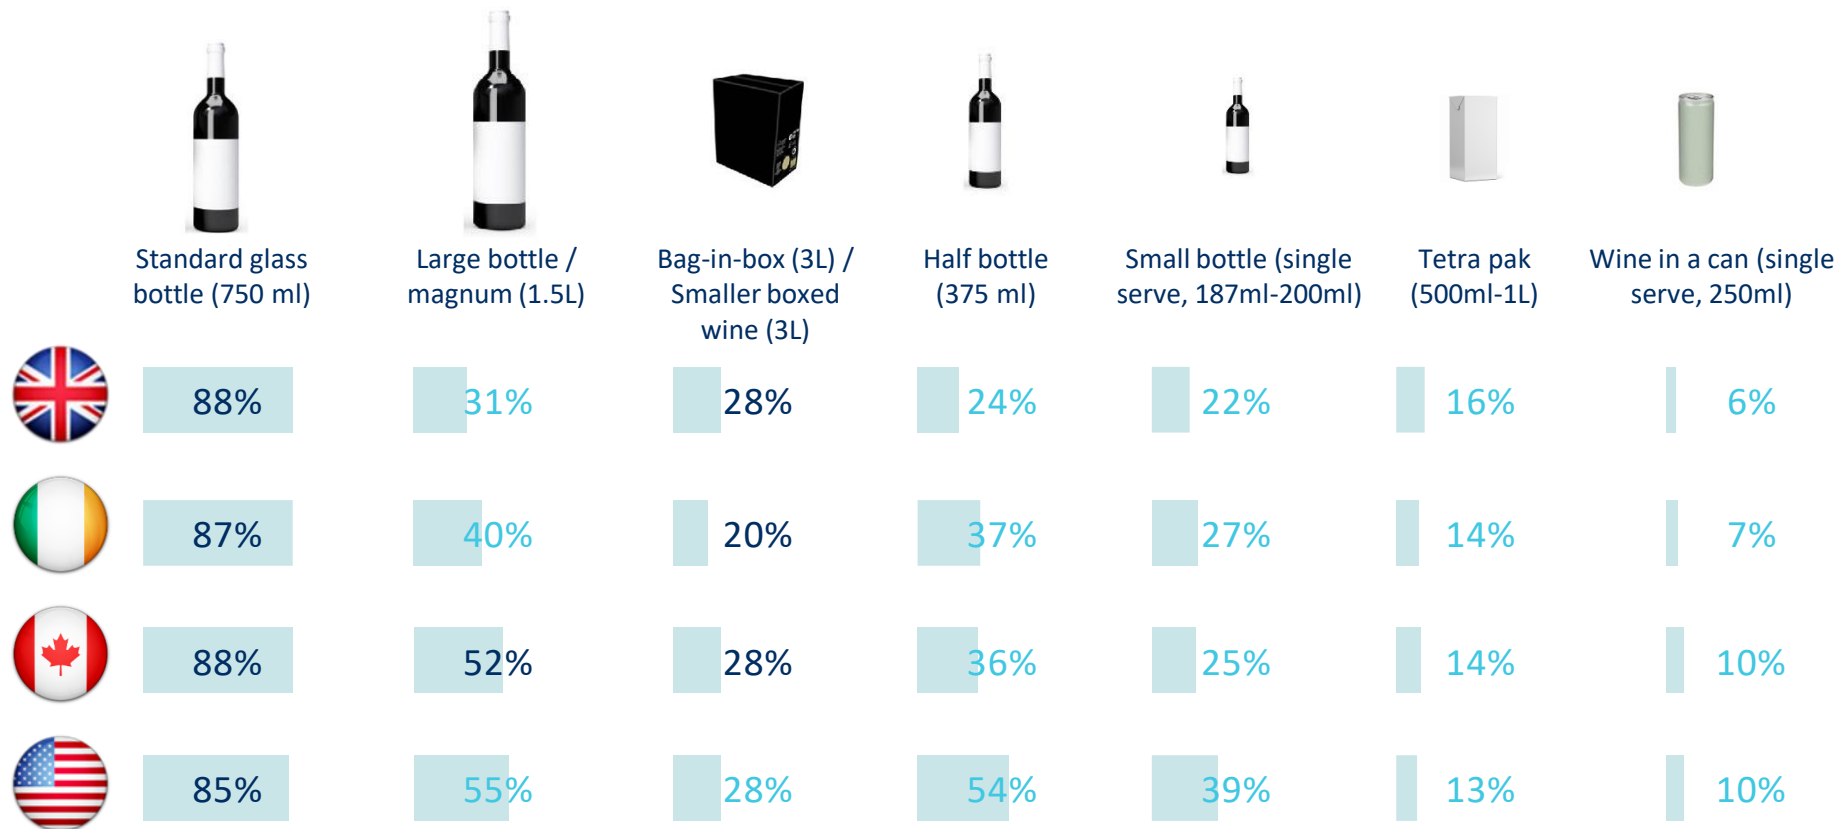 Standard glass
bottle (750 ml)
Large bottle /
magnum (1.5L)
Bag-in-box (3L) /
Smaller boxed
wine (3L)
Half bottle
(375 ml)
Small bottle (single
serve, 187ml-200ml)
Tetra pak
(500ml-1L)
Wine in a can (single
serve, 250ml)
88% 31% 28% 24% 22% 16% 6%
87% 40% 20% 37% 27% 14% 7%
88% 52% 28% 36% 25% 14% 10%
85% 55% 28% 54% 39% 13% 10%